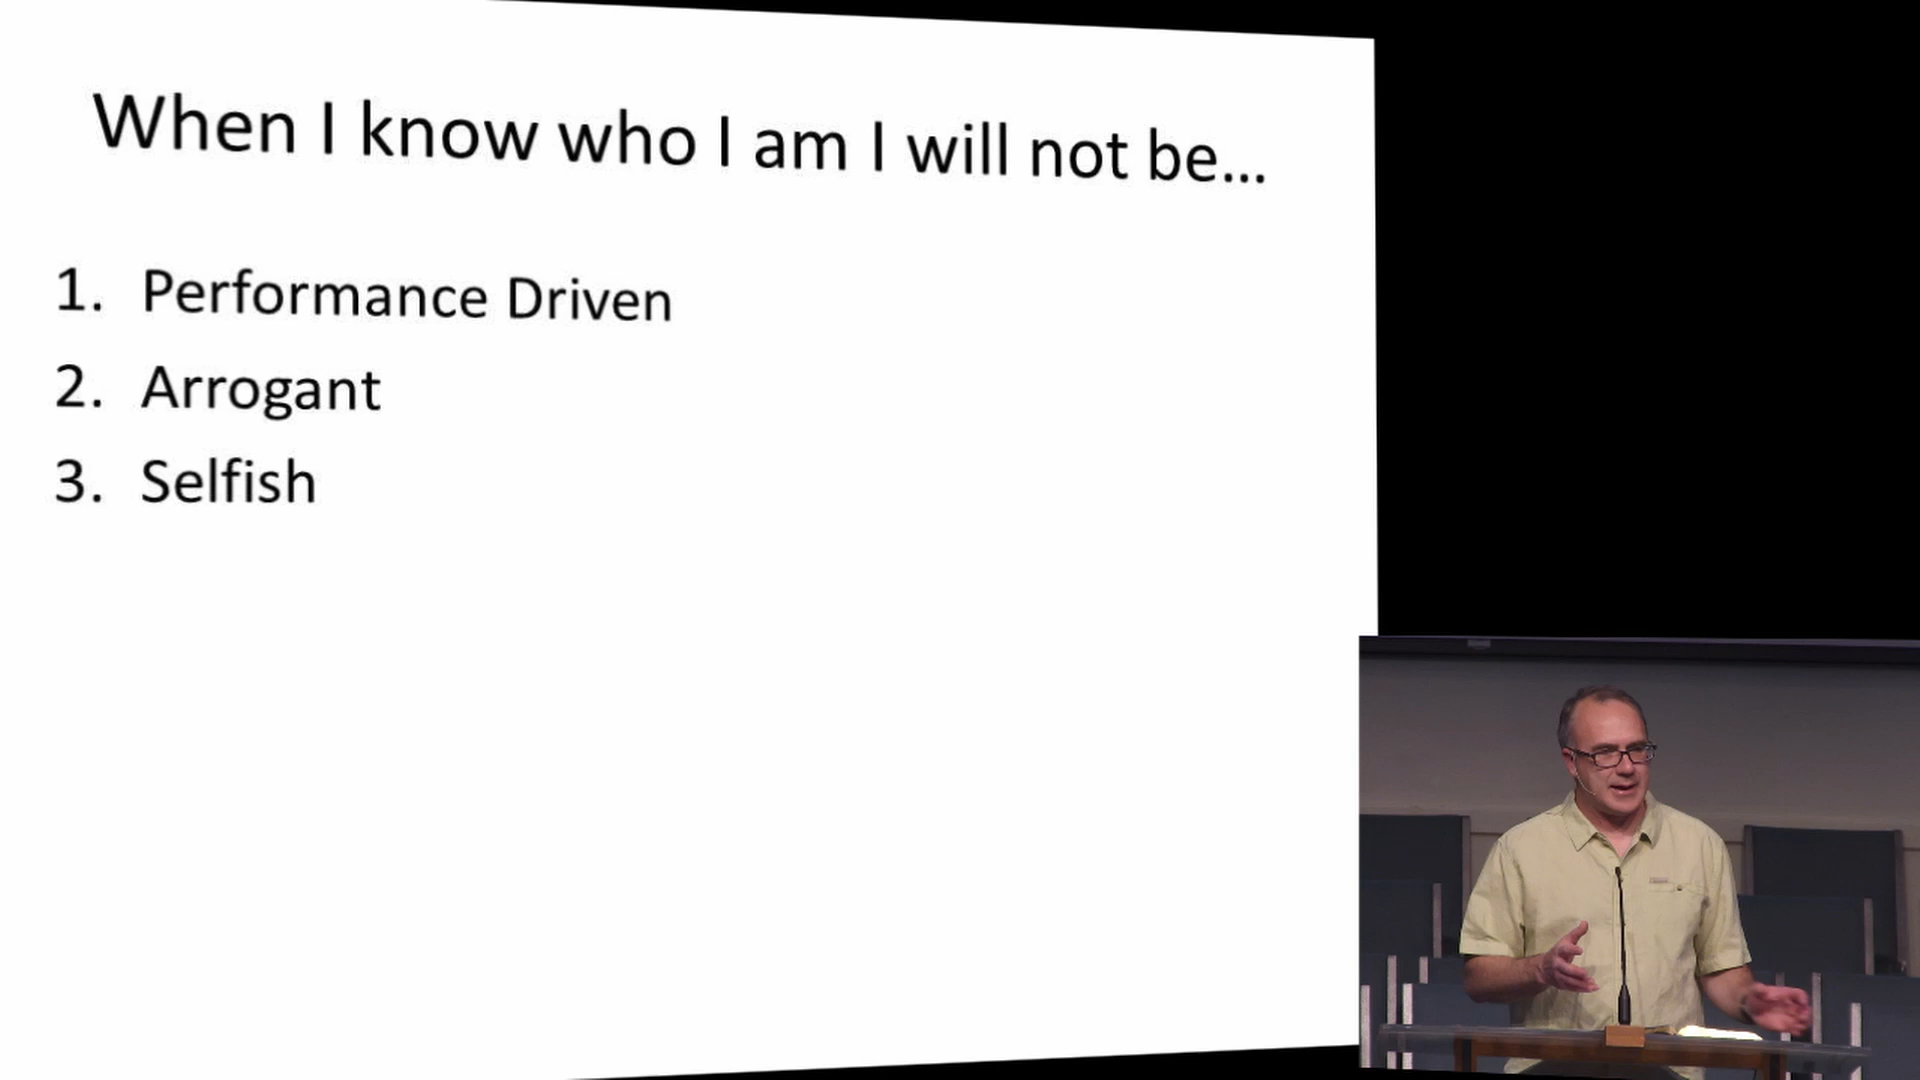 When I know who I am I will not be...
1. Performance Driven
2. Arrogant
3. Selfish